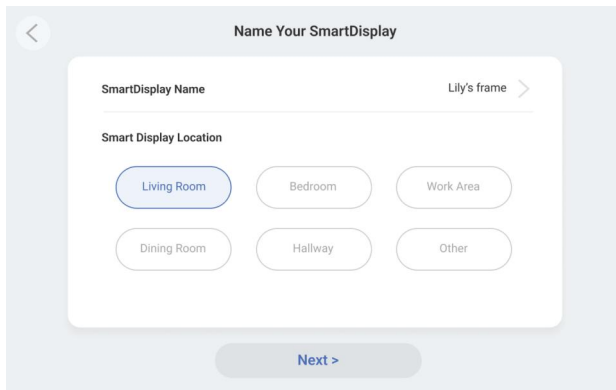 Name Your SmartDisplay
SmartDisplay Name
Lily's frame
Smart Display Location
Living Room
Bedroom
Work Area
Dining Room
Hallway
Other
Next >